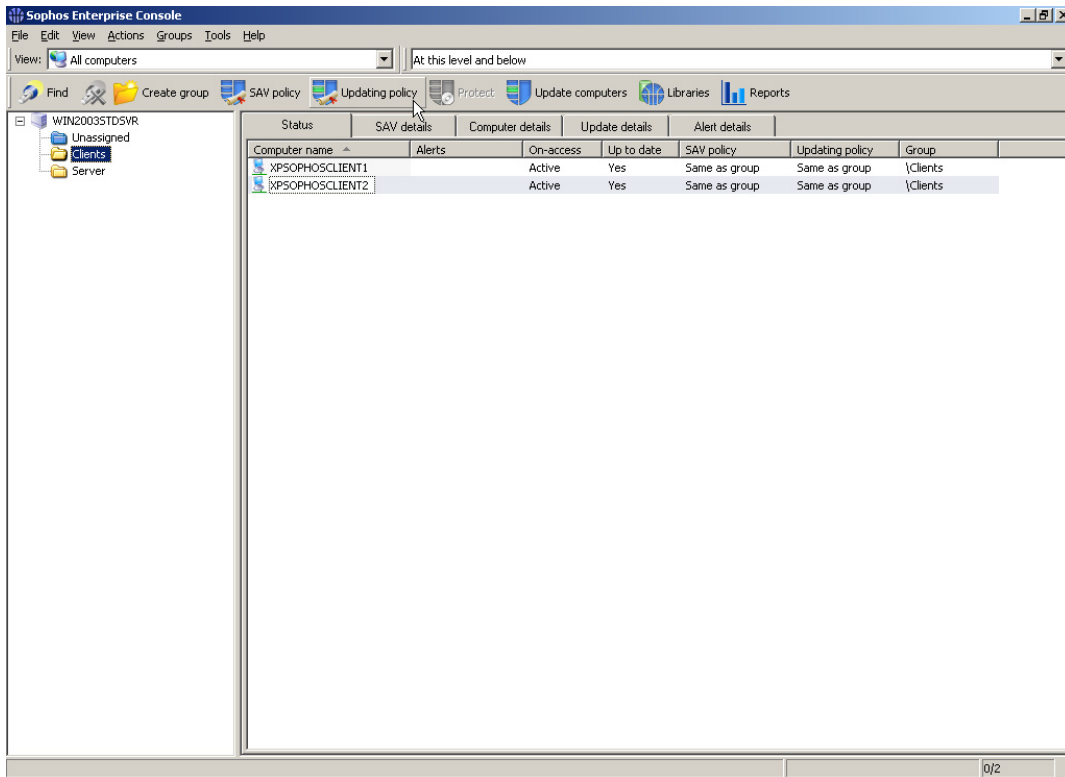 Sophos Enterprise Console
File Edit View Actions Groups Tools Help
View: All computers At this level and below
Find Create group SAV policy Updating policy Protect Update computers Libraries Reports
WIN2003STDSVR
Unassigned
Clients
Server
Status SAV details Computer details Update details Alert details
Computer name Alerts On-access Up to date SAV policy Updating policy Group
XPSOPHOSCLIENT1 Active Yes Same as group Same as group \Clients
XPSOPHOSCLIENT2 Active Yes Same as group Same as group \Clients
0/2